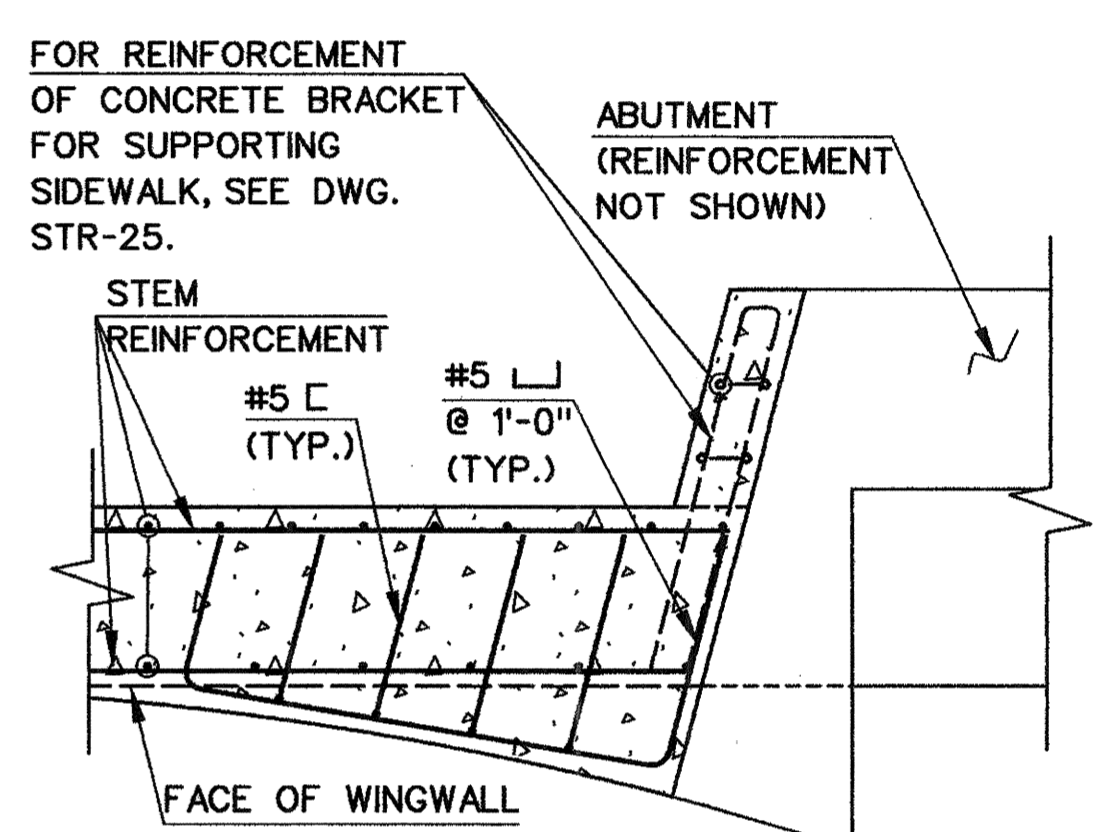 FOR REINFORCEMENT
OF CONCRETE BRACKET
FOR SUPPORTING
SIDEWALK, SEE DWG.
STR-25.
ABUTMENT
(REINFORCEMENT
NOT SHOWN)
STEM
REINFORCEMENT
#5
(TYP.)
#5
@ 1'-0"
(TYP.)
FACE OF WINGWALL